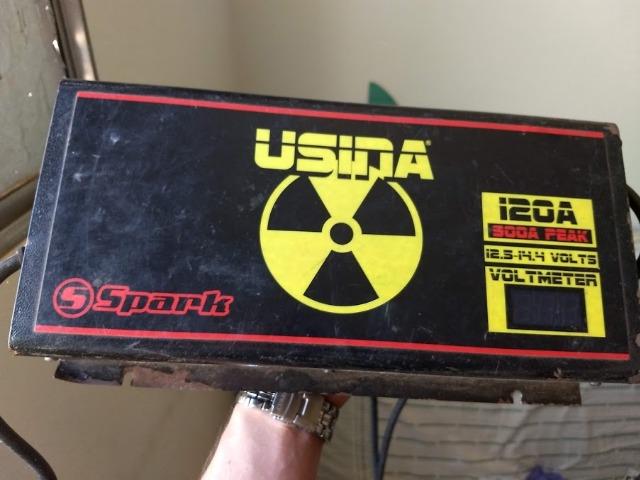 USINA®
120A
500A PEAK
12.5-14.4 VOLTS
VOLTMETER
S Spark